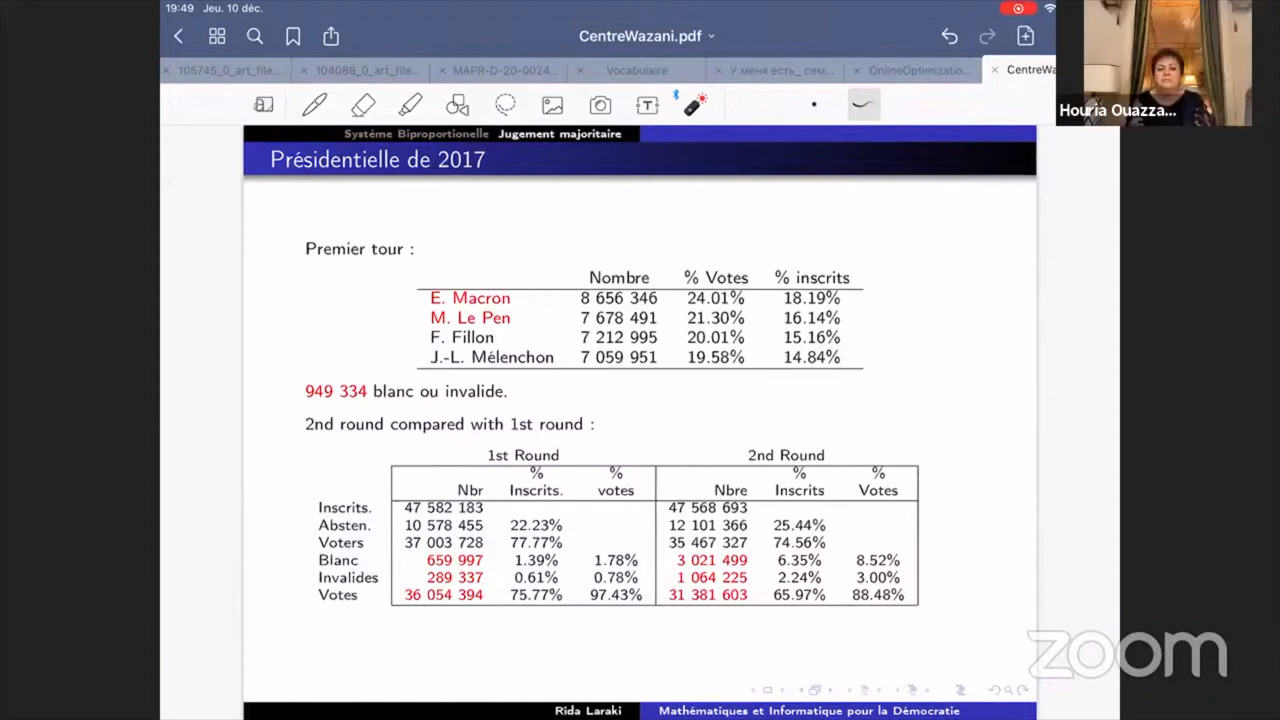 19:49 Jeu. 10 déc.
CentreWazani.pdf
105745_0_art_file...
104088_0_art_file...
MAPR-D-20-0024...
Vocabulaire
У меня есть_ сем...
OnlineOptimizatio...
CentreWa
Houria Ouazza...
Système Biproportionelle Jugement majoritaire
Présidentielle de 2017
Premier tour :
Nombre % Votes % inscrits
E. Macron 8 656 346 24.01% 18.19%
M. Le Pen 7 678 491 21.30% 16.14%
F. Fillon 7 212 995 20.01% 15.16%
J.-L. Mélenchon 7 059 951 19.58% 14.84%
949 334 blanc ou invalide.
2nd round compared with 1st round :
1st Round 2nd Round
% % % %
Nbr Inscrits. votes Nbre Inscrits Votes
Inscrits. 47 582 183 47 568 693
Absten. 10 578 455 22.23% 12 101 366 25.44%
Voters 37 003 728 77.77% 35 467 327 74.56%
Blanc 659 997 1.39% 1.78% 3 021 499 6.35% 8.52%
Invalides 289 337 0.61% 0.78% 1 064 225 2.24% 3.00%
Votes 36 054 394 75.77% 97.43% 31 381 603 65.97% 88.48%
zoom
Rida Laraki Mathématiques et Informatique pour la Démocratie